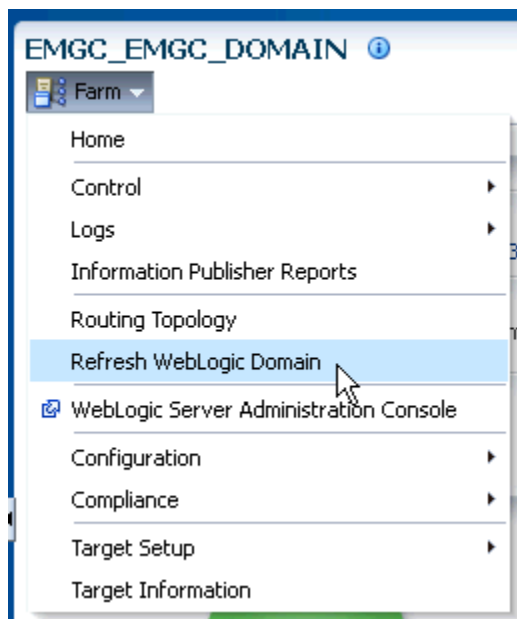 EMGC_EMGC_DOMAIN
Farm
Home
Control
Logs
Information Publisher Reports
Routing Topology
Refresh WebLogic Domain
WebLogic Server Administration Console
Configuration
Compliance
Target Setup
Target Information